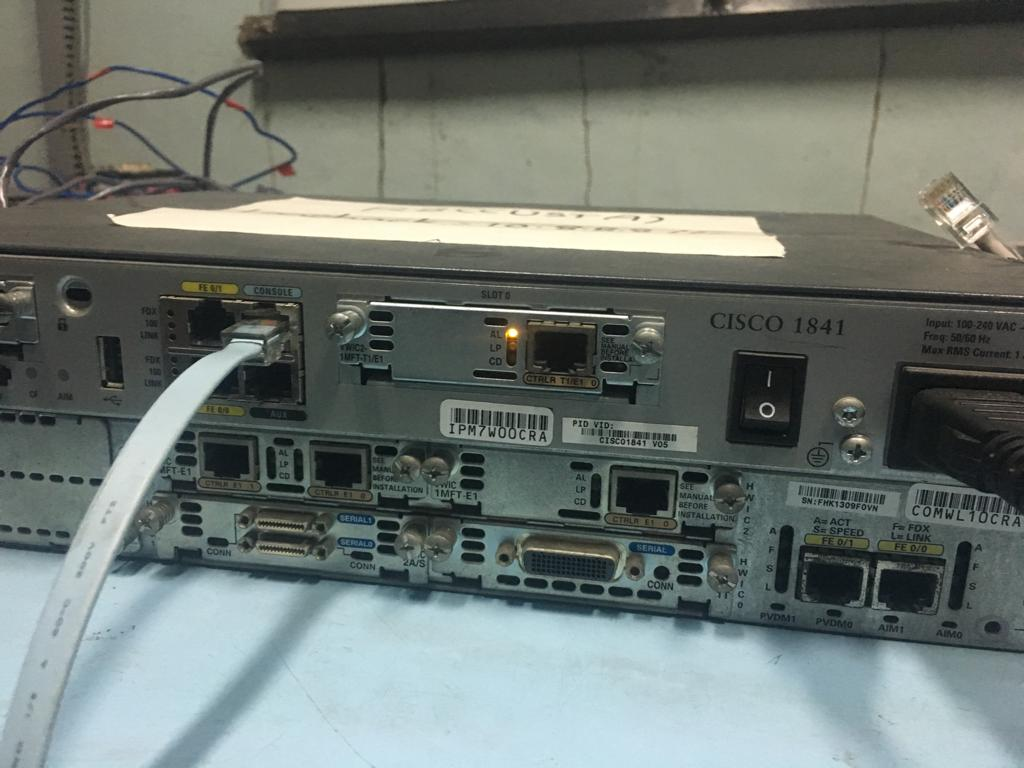 SLOT 0
FE 0/1
CONSOLE
FDX
100
LINK
FDX
100
LINK
CF
AIM
FE 0/0
AUX
1MFT-T1/E1
AL
LP
CD
SEE
MANUAL
BEFORE
INSTALLATION
CTRLR T1/E1 0
CISCO 1841
Input: 100-240 VAC
Freq: 50/60 Hz
Max RMS Current: 1
I
O
IPM7W00CRA
PID VID:
CISCO1841 V05
MFT-E1
CTRLR E1 1
AL
LP
CD
CTRLR E1 0
SEE
MANUAL
BEFORE
INSTALLATION
VWIC
1MFT-E1
AL
LP
CD
CTRLR E1 0
SEE
MANUAL
BEFORE
INSTALLATION
HWIC2
SN:FHK1309F0VN
COMWL10CRA
CONN
SERIAL1
SERIAL0
CONN
2A/S
SERIAL
CONN
HWIC0
A= ACT
S= SPEED
F= FDX
L= LINK
FE 0/1
FE 0/0
A
F
S
L
A
F
S
L
PVDM1
PVDM0
AIM1
AIM0